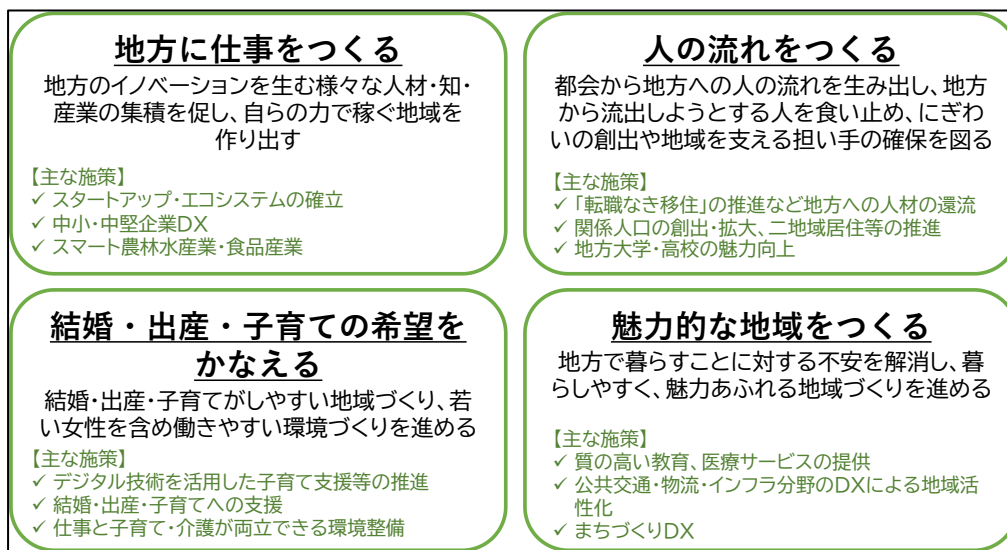 地方に仕事をつくる
地方のイノベーションを生む様々な人材・知・
産業の集積を促し、自らの力で稼ぐ地域を
作り出す
【主な施策】
✓ スタートアップ・エコシステムの確立
✓ 中小・中堅企業DX
✓ スマート農林水産業・食品産業
人の流れをつくる
都会から地方への人の流れを生み出し、地方
から流出しようとする人を食い止め、にぎわ
いの創出や地域を支える担い手の確保を図る
【主な施策】
✓ 「転職なき移住」の推進など地方への人材の還流
✓ 関係人口の創出・拡大、二地域居住等の推進
✓ 地方大学・高校の魅力向上
結婚・出産・子育ての希望を
かなえる
結婚・出産・子育てがしやすい地域づくり、若
い女性を含め働きやすい環境づくりを進める
【主な施策】
✓ デジタル技術を活用した子育て支援等の推進
✓ 結婚・出産・子育てへの支援
✓ 仕事と子育て・介護が両立できる環境整備
魅力的な地域をつくる
地方で暮らすことに対する不安を解消し、暮
らしやすく、魅力あふれる地域づくりを進める
【主な施策】
✓ 質の高い教育、医療サービスの提供
✓ 公共交通・物流・インフラ分野のDXによる地域活
性化
✓ まちづくりDX